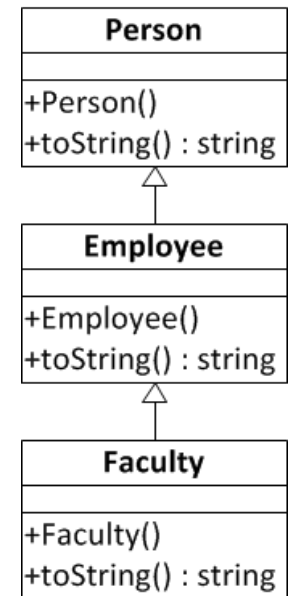 Person
+Person()
+toString() : string
Employee
+Employee()
+toString() : string
Faculty
+Faculty()
+toString() : string